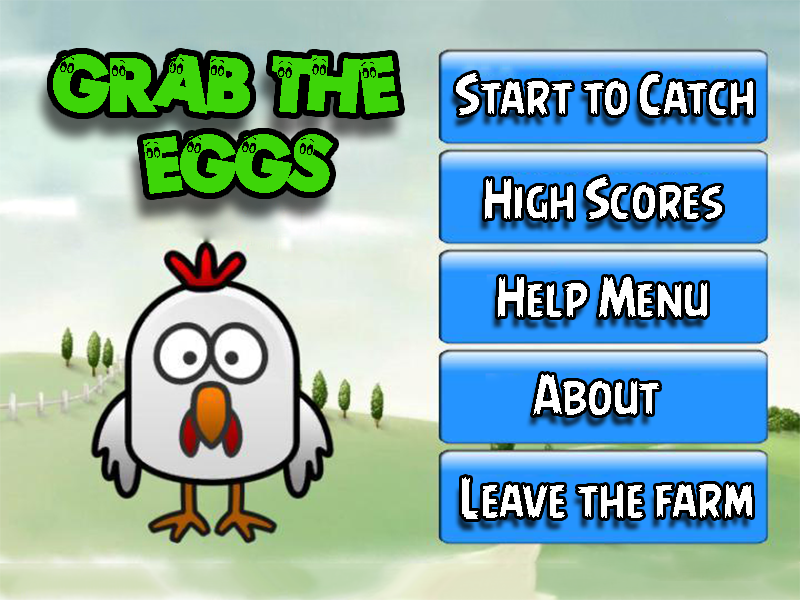 GRAB THE
EGGS
START TO CATCH
HIGH SCORES
HELP MENU
ABOUT
LEAVE THE FARM